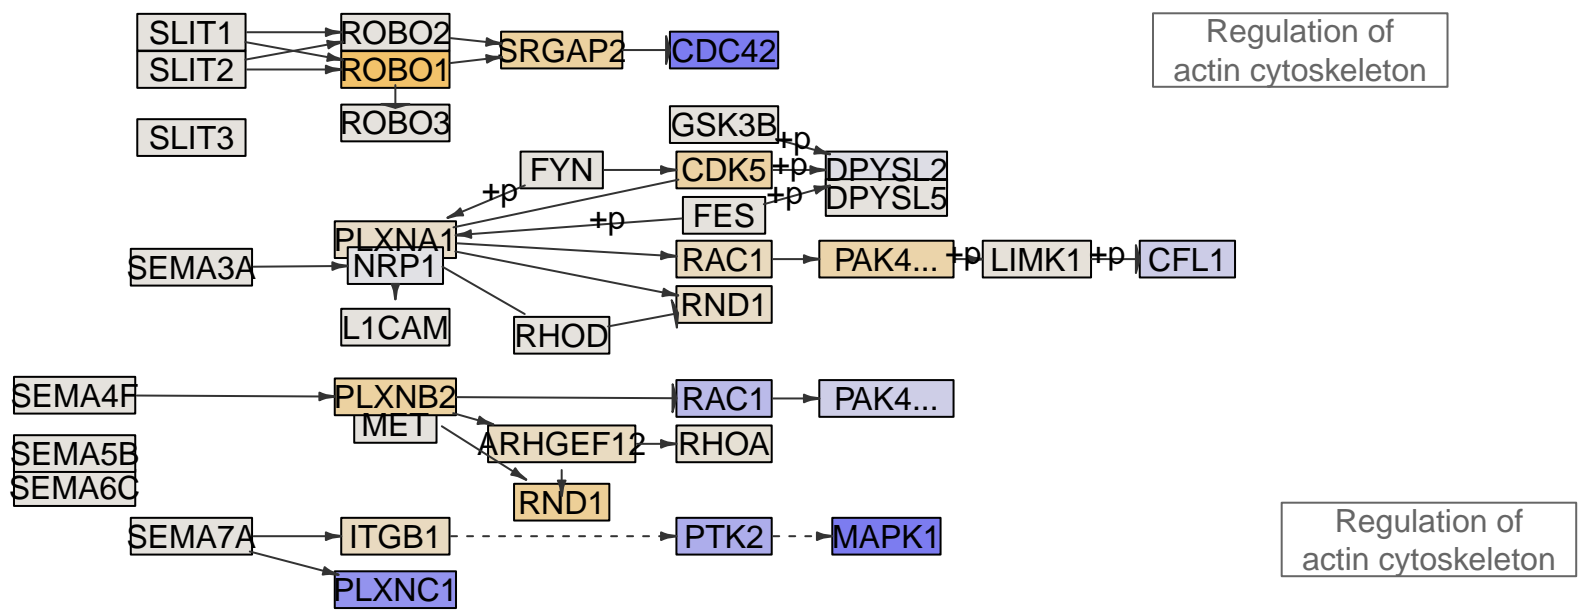 SLIT1
ROBO2
SRGAP2
CDC42
Regulation of
actin cytoskeleton
SLIT2
ROBO1
SLIT3
ROBO3
GSK3B
+p
FYN
CDK5
+p
DPYSL2
+p
FES
+p
DPYSL5
+p
PLXNA1
SEMA3A
NRP1
RAC1
PAK4...
+p
LIMK1
+p
CFL1
RND1
L1CAM
RHOD
SEMA4F
PLXNB2
RAC1
PAK4...
MET
ARHGEF12
RHOA
SEMA5B
SEMA6C
RND1
SEMA7A
ITGB1
PTK2
MAPK1
Regulation of
actin cytoskeleton
PLXNC1